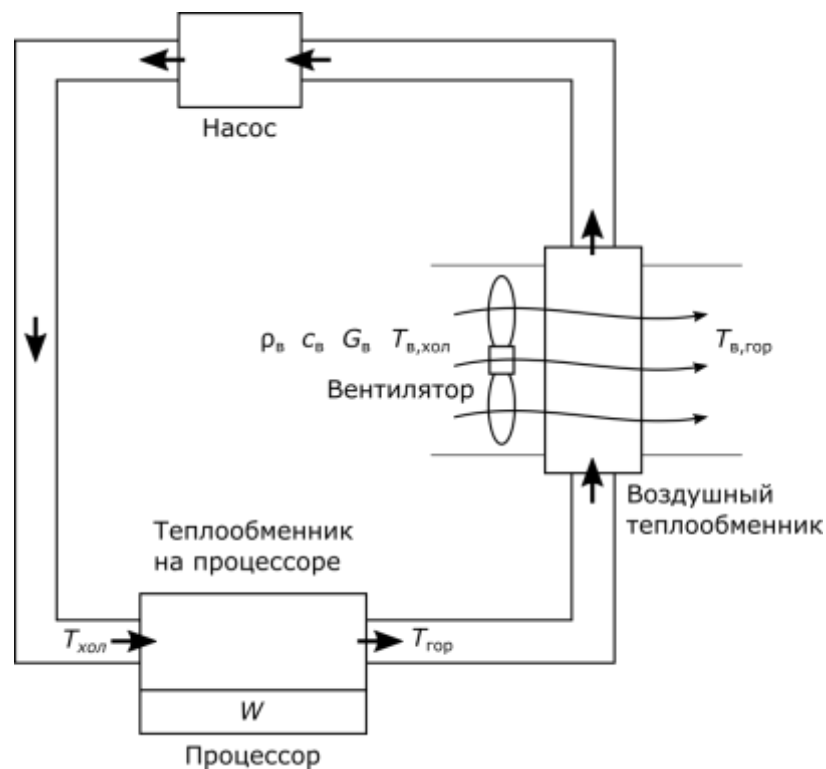 Насос
ρв cв Gв Tв,хол
Tв,гор
Вентилятор
Воздушный
теплообменник
Теплообменник
на процессоре
Tхол
Tгор
W
Процессор